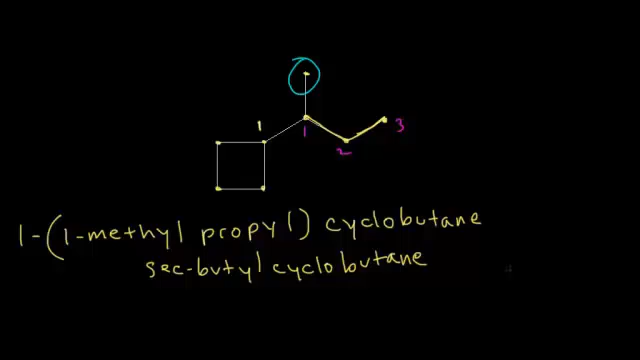 1
1
2
3
1-(1-methyl propyl) cyclobutane
sec-butyl cyclobutane